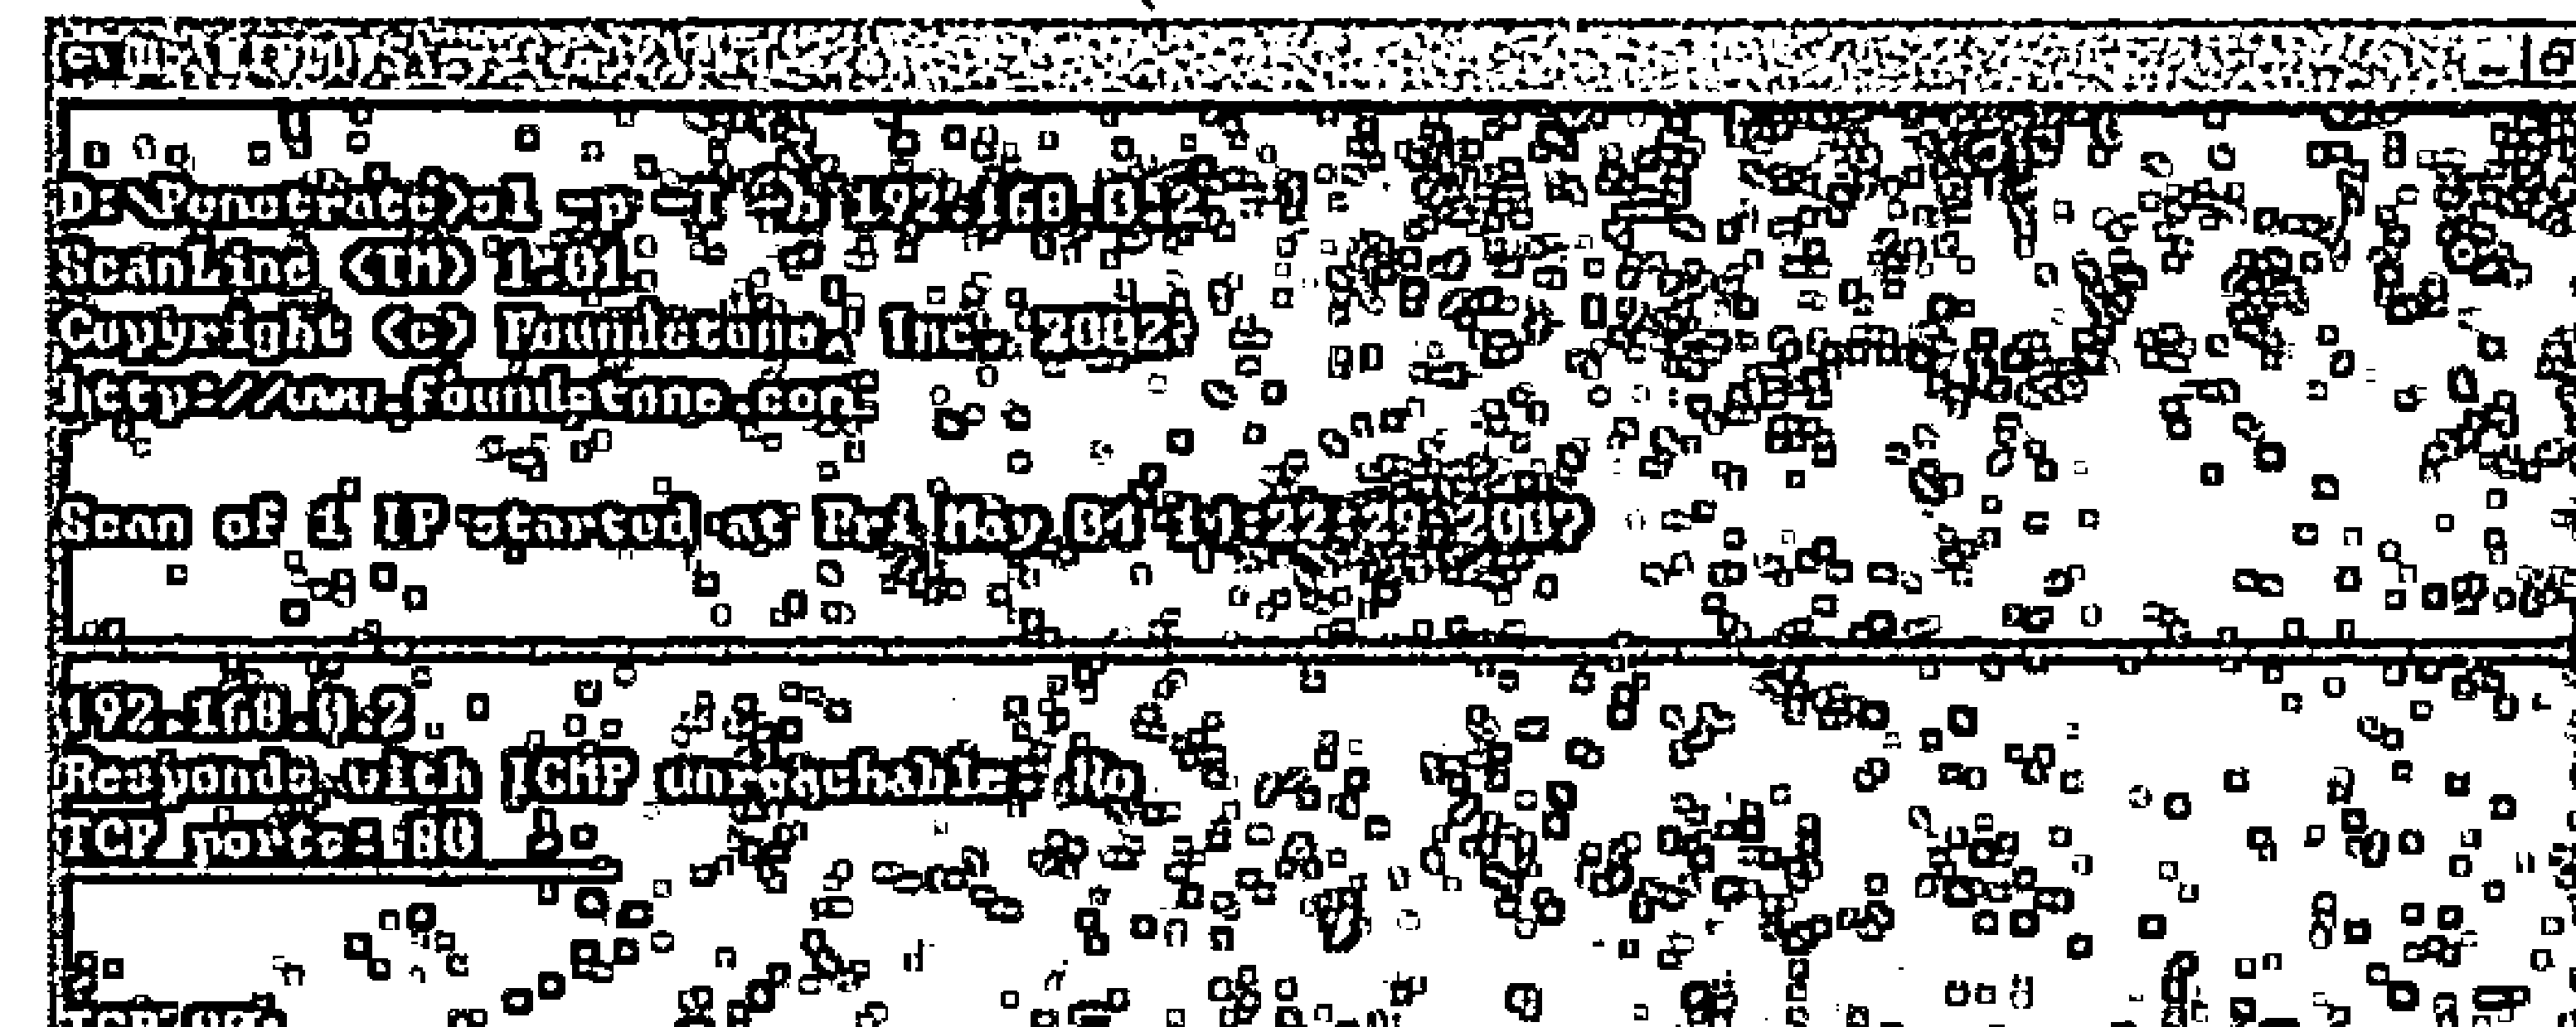 D:\Penetrate>sl -p -T -h 192.168.0.2
ScanLine (TM) 1.01
Copyright (c) Foundstone, Inc. 2002
http://www.foundstone.com
Scan of 1 IP started at Fri May 04 14:22:29 2007
192.168.0.2
Responds with ICMP unreachable: No
TCP ports: 80